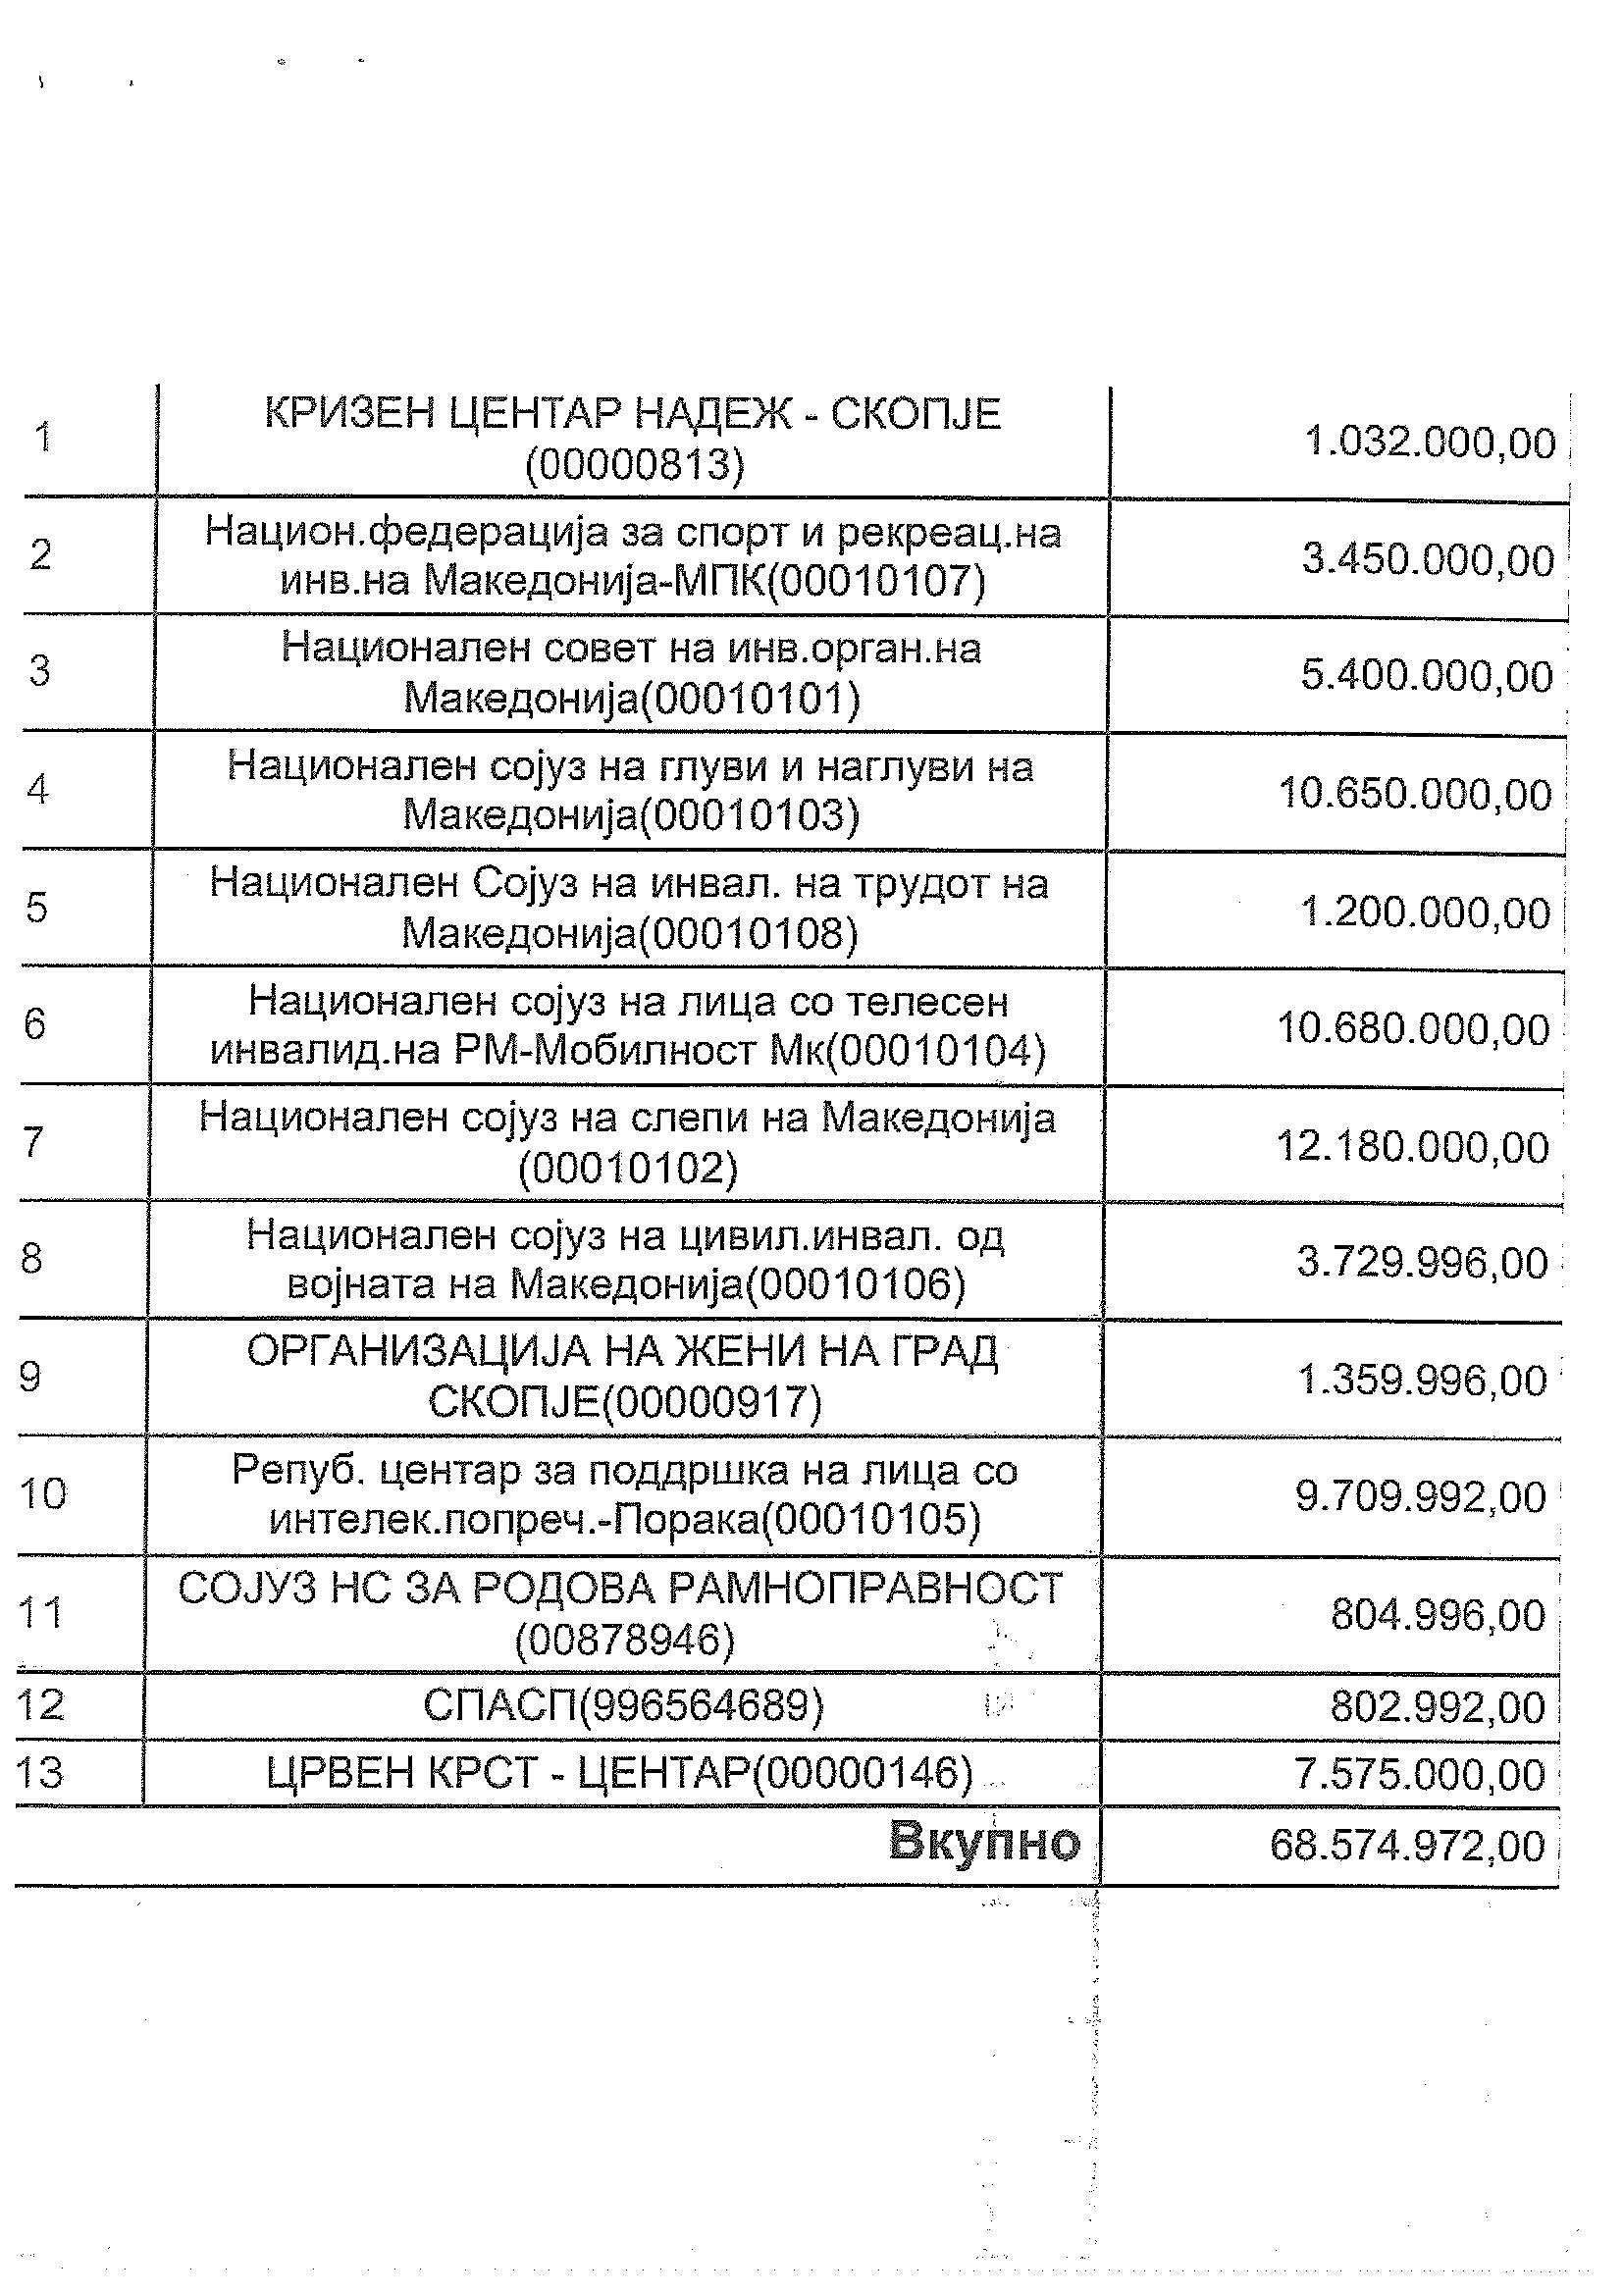 1
КРИЗЕН ЦЕНТАР НАДЕЖ - СКОПЈЕ
(00000813)
1.032.000,00
2
Национ.федерација за спорт и рекреац.на
инв.на Македонија-МПК(00010107)
3.450.000,00
3
Национален совет на инв.орган.на
Македонија(00010101)
5.400.000,00
4
Национален сојуз на глуви и наглуви на
Македонија(00010103)
10.650.000,00
5
Национален Сојуз на инвал. на трудот на
Македонија(00010108)
1.200.000,00
6
Национален сојуз на лица со телесен
инвалид.на РМ-Мобилност Мк(00010104)
10.680.000,00
7
Национален сојуз на слепи на Македонија
(00010102)
12.180.000,00
8
Национален сојуз на цивил.инвал. од
војната на Македонија(00010106)
3.729.996,00
9
ОРГАНИЗАЦИЈА НА ЖЕНИ НА ГРАД
СКОПЈЕ(00000917)
1.359.996,00
10
Репуб. центар за поддршка на лица со
интелек.попреч.-Порака(00010105)
9.709.992,00
11
СОЈУЗ НС ЗА РОДОВА РАМНОПРАВНОСТ
(00878946)
804.996,00
12
СПАСП(996564689)
802.992,00
13
ЦРВЕН КРСТ - ЦЕНТАР(00000146)
7.575.000,00
Вкупно
68.574.972,00